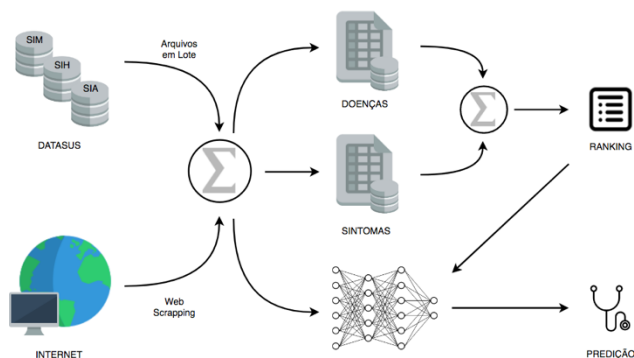 SIM
SIH
SIA
DATASUS
Arquivos
em Lote
Σ
DOENÇAS
SINTOMAS
Σ
RANKING
INTERNET
Web
Scrapping
PREDIÇÃO